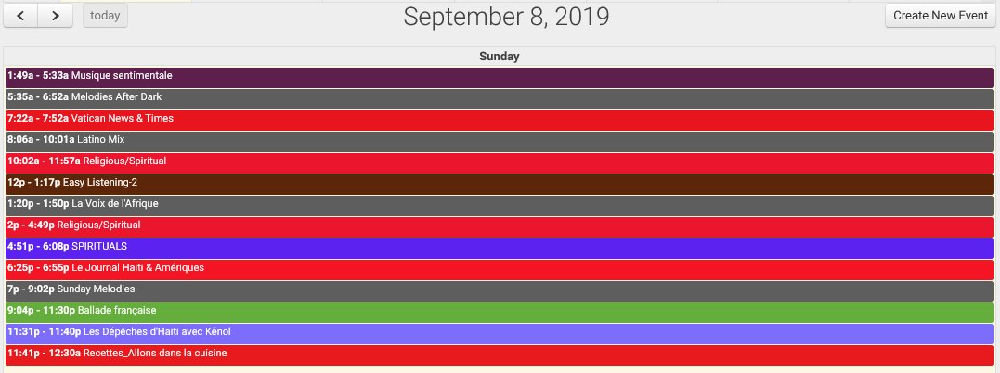 today
September 8, 2019
Create New Event
Sunday
1:49a - 5:33a Musique sentimentale
5:35a - 6:52a Melodies After Dark
7:22a - 7:52a Vatican News & Times
8:06a - 10:01a Latino Mix
10:02a - 11:57a Religious/Spiritual
12p - 1:17p Easy Listening-2
1:20p - 1:50p La Voix de l'Afrique
2p - 4:49p Religious/Spiritual
4:51p - 6:08p SPIRITUALS
6:25p - 6:55p Le Journal Haiti & Amériques
7p - 9:02p Sunday Melodies
9:04p - 11:30p Ballade française
11:31p - 11:40p Les Dépêches d'Haiti avec Kénol
11:41p - 12:30a Recettes_Allons dans la cuisine